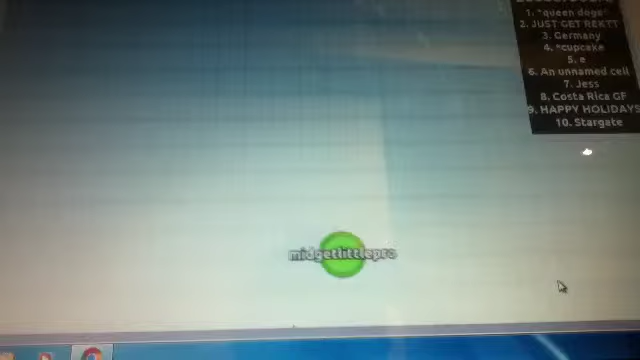 1. *queen doge*
2. JUST GET REKT!
3. Germany
4. *cupcake
5. e
6. An unnamed cell
7. Jess
8. Costa Rica GF
9. HAPPY HOLIDAYS
10. Stargate
midgetlittlepro